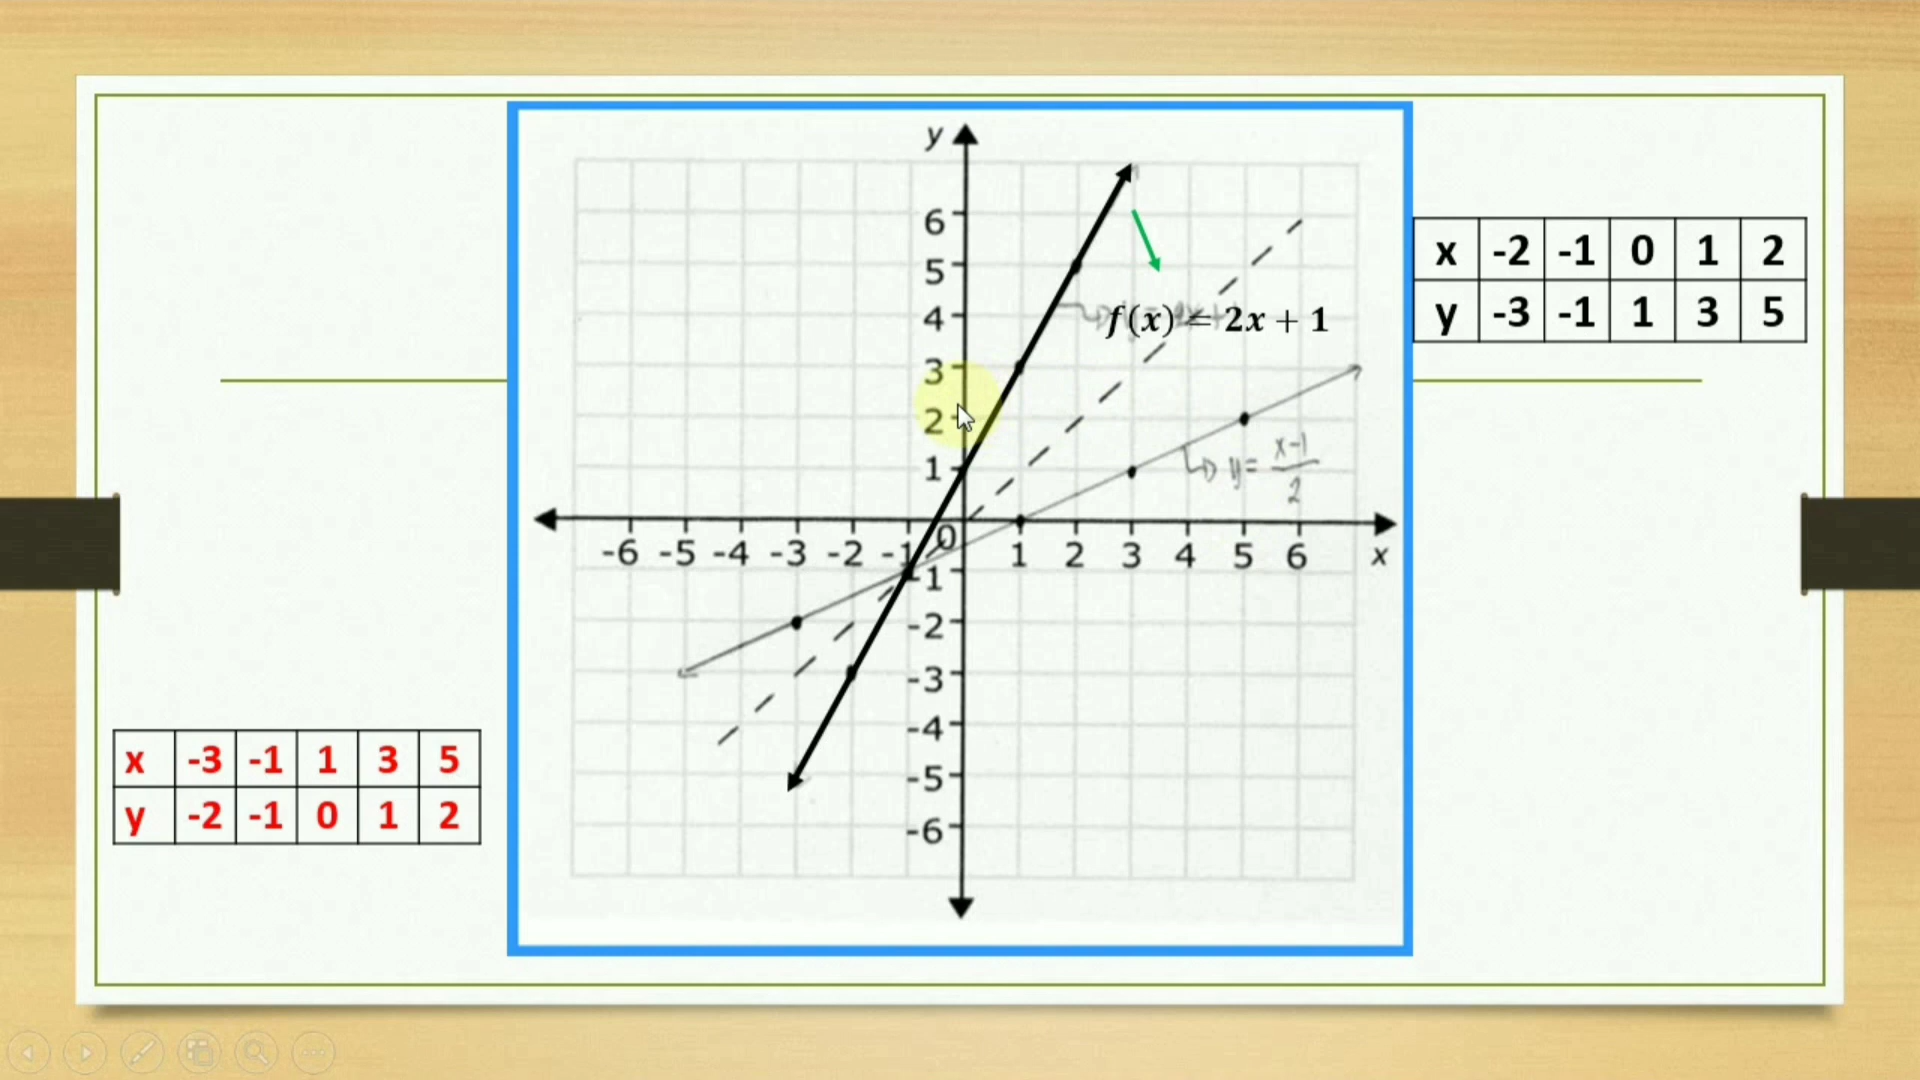 y
6
5
4
3
2
1
f(x) = 2x + 1
x -2 -1 0 1 2
y -3 -1 1 3 5
y = x-1
2
-6 -5 -4 -3 -2 -1 0 1 2 3 4 5 6 x
1
-2
-3
-4
-5
-6
x -3 -1 1 3 5
y -2 -1 0 1 2